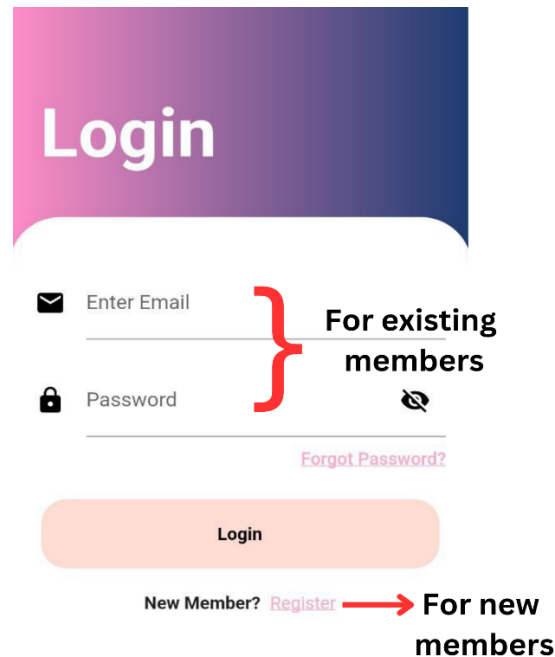 Login
Enter Email
For existing
members
Password
Forgot Password?
Login
New Member? Register
For new
members